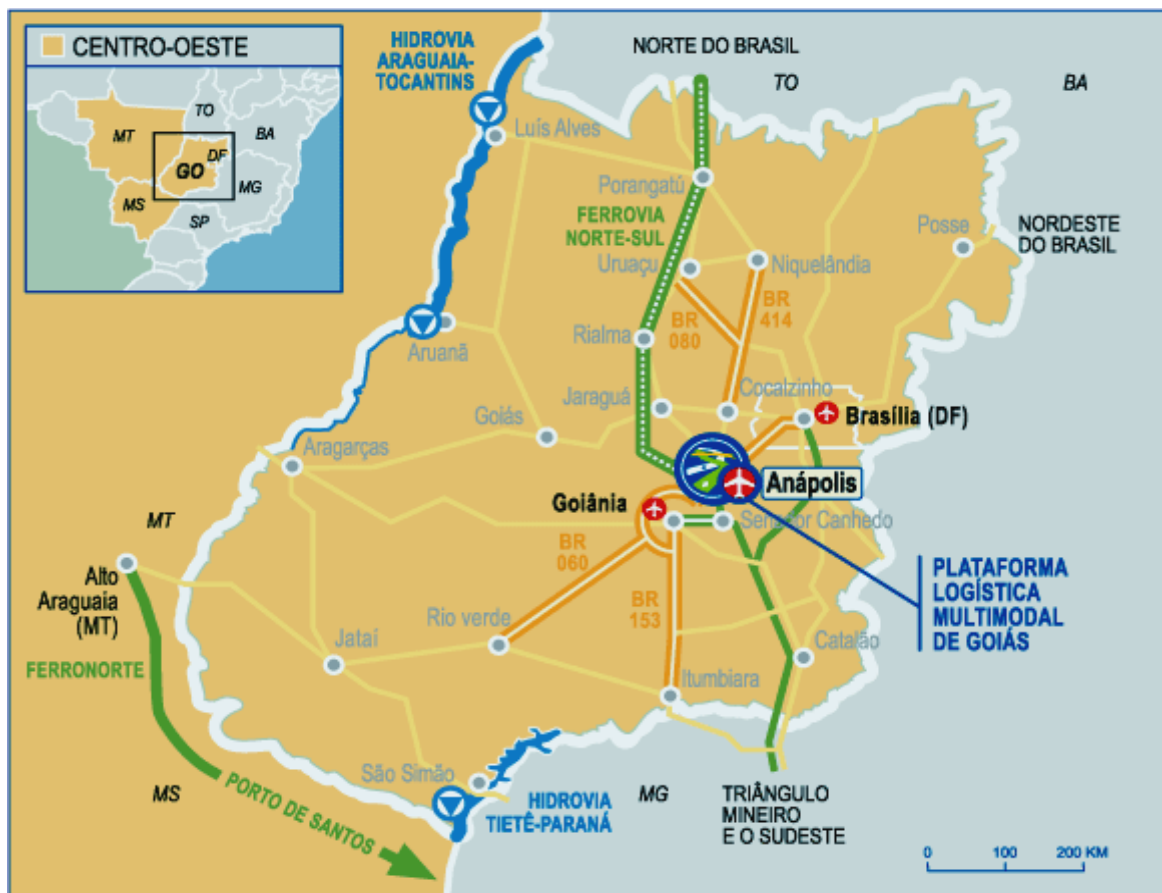 CENTRO-OESTE
TO
MT
BA
DF
GO
MG
MS
SP
HIDROVIA
ARAGUAIA-
TOCANTINS
NORTE DO BRASIL
TO
BA
Luís Alves
Porangatú
FERROVIA
NORTE-SUL
Posse
NORDESTE
DO BRASIL
Uruaçu
Niquelândia
BR
080
BR
414
Rialma
Aruanã
Jaraguá
Cocalzinho
Goiás
Brasília (DF)
Aragarças
Anápolis
Goiânia
Senador Canhedo
MT
BR
060
Alto
Araguaia
(MT)
BR
153
PLATAFORMA
LOGÍSTICA
MULTIMODAL
DE GOIÁS
Rio verde
Jataí
Catalão
FERRONORTE
Itumbiara
São Simão
PORTO DE SANTOS
MS
HIDROVIA
TIETÊ-PARANÁ
MG
TRIÂNGULO
MINEIRO
E O SUDESTE
0 100 200 KM